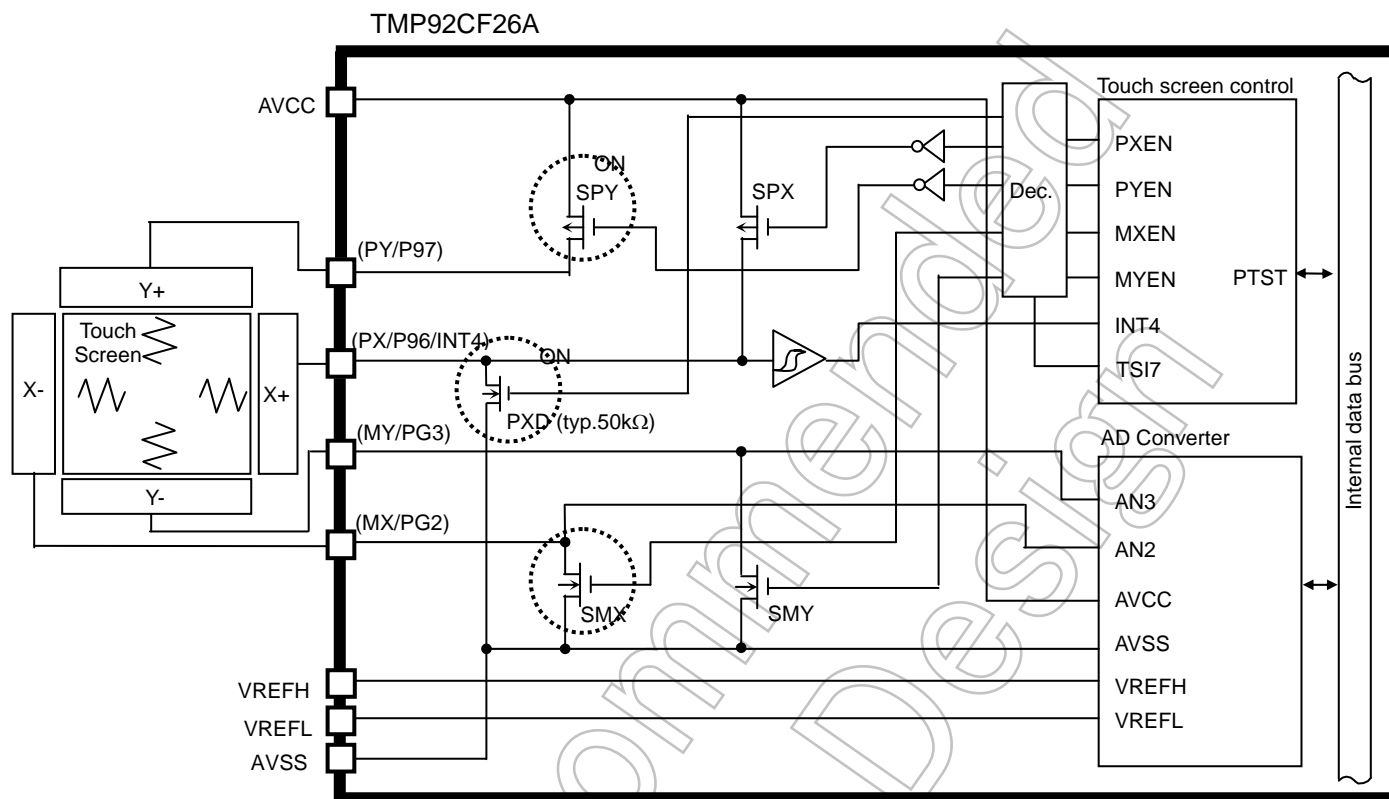 TMP92CF26A
AVCC
Touch screen control
ON
SPY
SPX
Dec.
PXEN
PYEN
MXEN
MYEN
PTST
INT4
TSI7
(PY/P97)
Y+
Touch
Screen
X-
X+
Y-
(PX/P96/INT4)
ON
PXD (typ.50kΩ)
(MY/PG3)
(MX/PG2)
SMX
SMY
AD Converter
AN3
AN2
AVCC
AVSS
VREFH
VREFL
Internal data bus
VREFH
VREFL
AVSS
ommended
Design